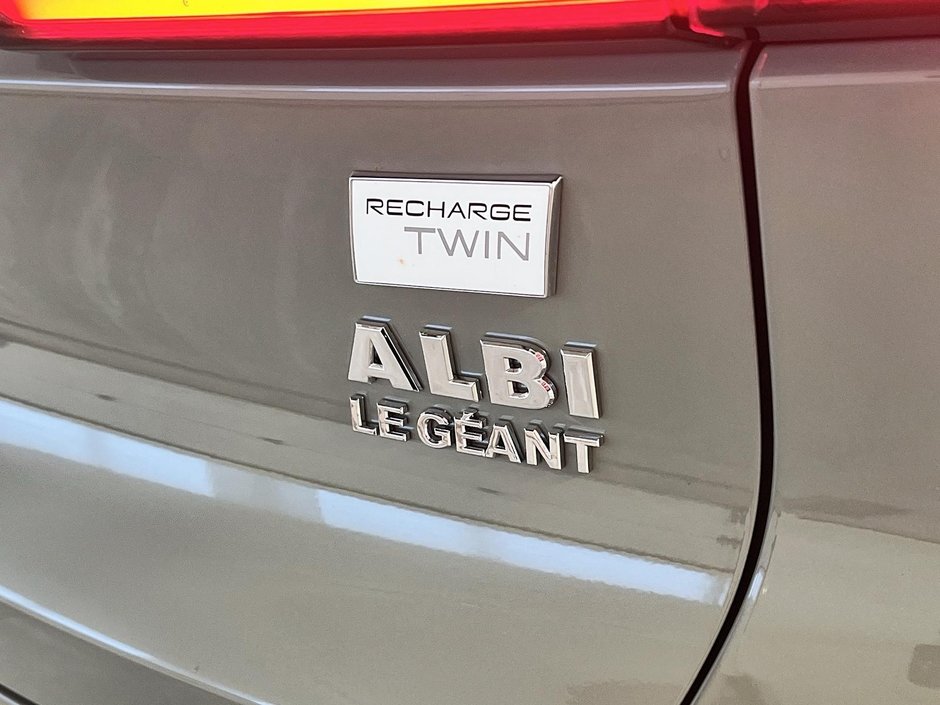 RECHARGE
TWIN
ALBI
LE GÉANT